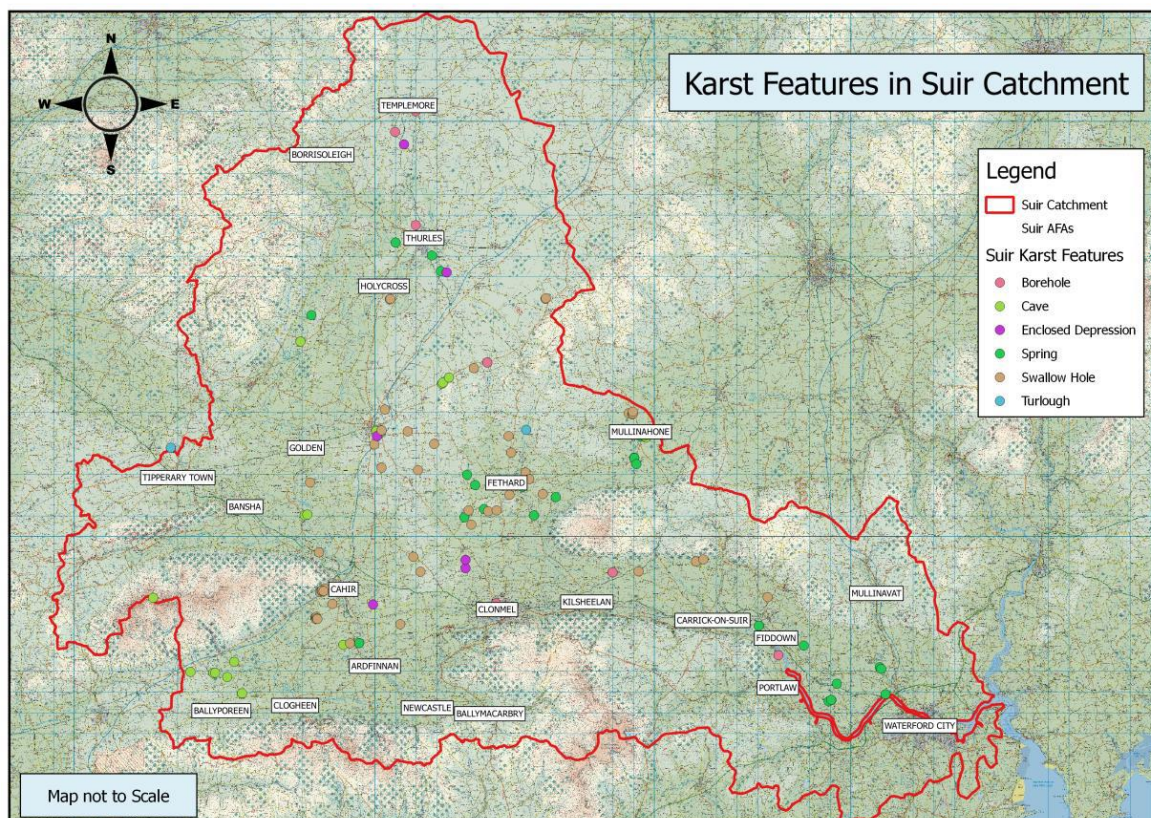 Karst Features in Suir Catchment
N
W
E
S
TEMPLEMORE
BORRISOLEIGH
THURLES
HOLYCROSS
GOLDEN
MULLINAHONE
TIPPERARY TOWN
FETHARD
BANSHA
CAHIR
CLONMEL
KILSHEELAN
MULLINAVAT
CARRICK-ON-SUIR
FIDDOWN
ARDFINNAN
PORTLAW
BALLYPOREEN
CLOGHEEN
NEWCASTLE
BALLYMACARBRY
WATERFORD CITY
Legend
Suir Catchment
Suir AFAs
Suir Karst Features
Borehole
Cave
Enclosed Depression
Spring
Swallow Hole
Turlough
Map not to Scale